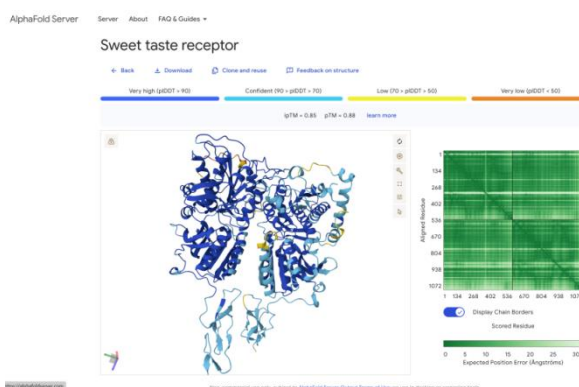 AlphaFold Server
Server About FAQ & Guides
Sweet taste receptor
Back Download Clone and reuse Feedback on structure
Very high (pIDDT > 90) Confident (90 > pIDDT > 70) Low (70 > pIDDT > 50) Very low (pIDDT < 50)
ipTM = 0.85 pTM = 0.88 learn more
Aligned Residue
1
134
268
402
536
670
804
938
1072
1 134 268 402 536 670 804 938 107
Display Chain Borders
Scored Residue
0 5 10 15 20 25 30
Expected Position Error (Ångströms)